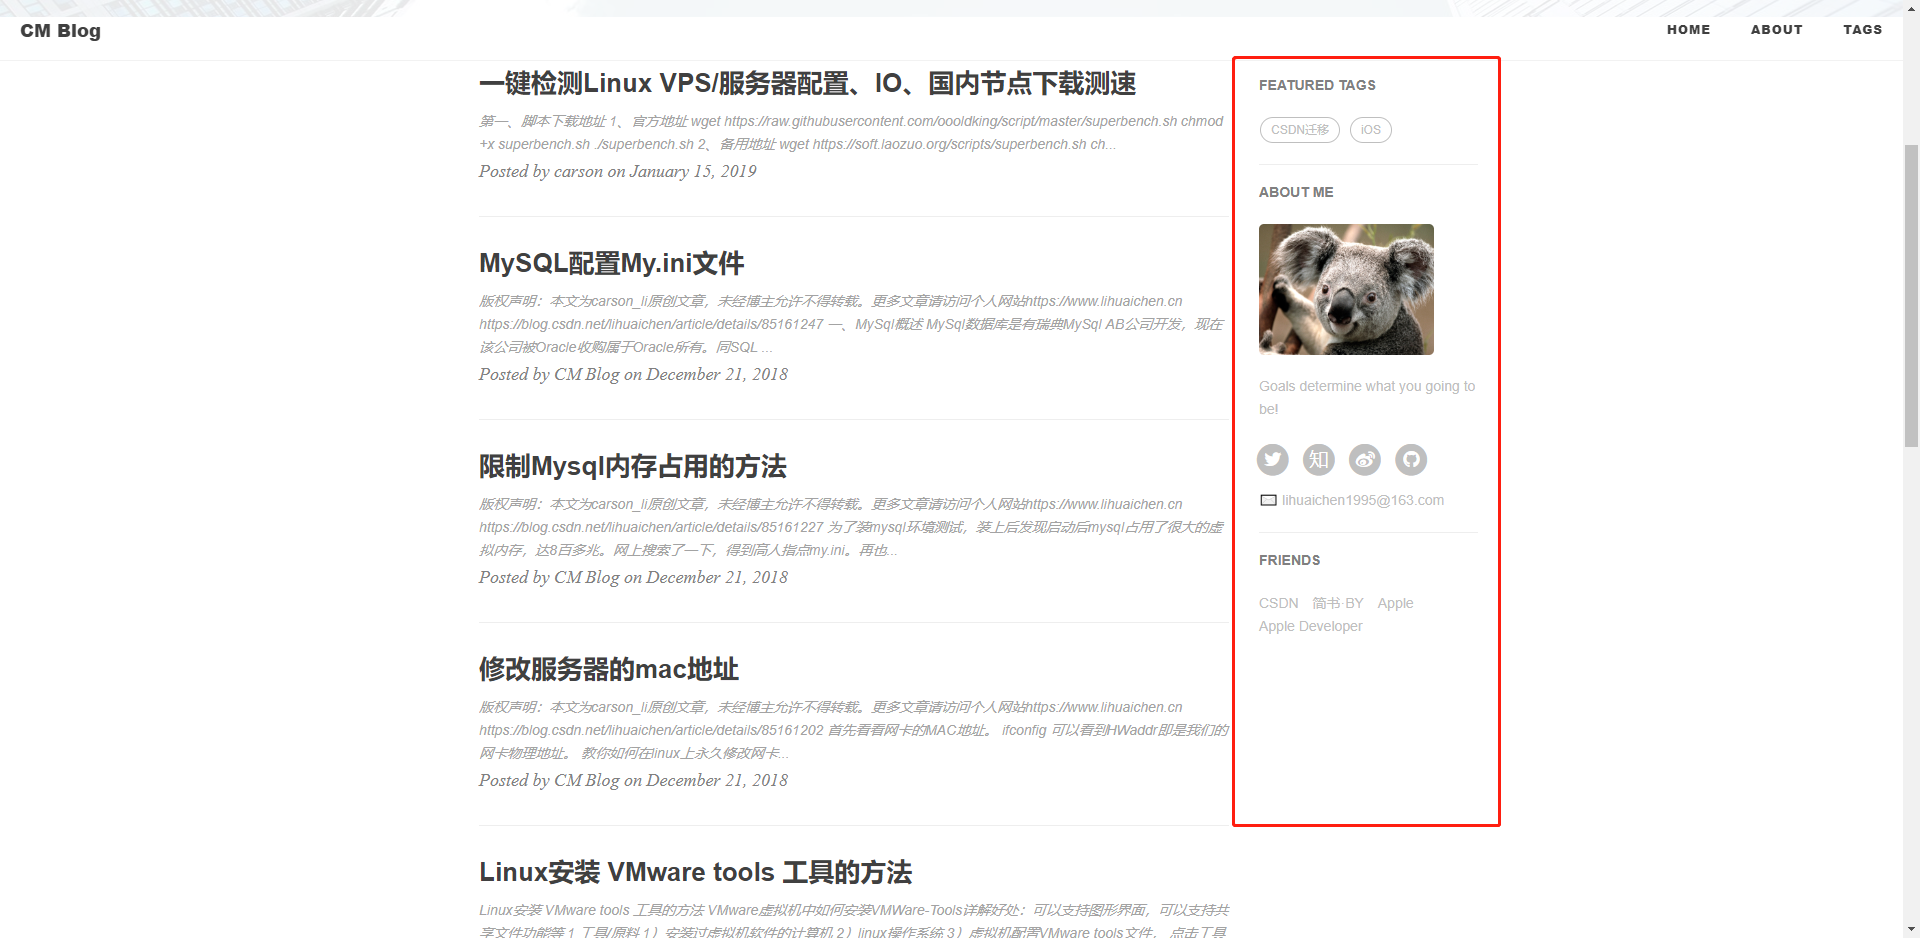 CM Blog
HOME
ABOUT
TAGS
一键检测Linux VPS/服务器配置、IO、国内节点下载测速
第一、脚本下载地址 1、官方地址 wget https://raw.githubusercontent.com/oooldking/script/master/superbench.sh chmod
+x superbench.sh ./superbench.sh 2、备用地址 wget https://soft.laozuo.org/scripts/superbench.sh ch...
Posted by carson on January 15, 2019
MySQL配置My.ini文件
版权声明：本文为carson_li原创文章，未经博主允许不得转载。更多文章请访问个人网站https://www.lihuaichen.cn
https://blog.csdn.net/lihuaichen/article/details/85161247 一、MySql概述 MySql数据库是有瑞典MySql AB公司开发，现在
该公司被Oracle收购属于Oracle所有。同SQL ...
Posted by CM Blog on December 21, 2018
限制Mysql内存占用的方法
版权声明：本文为carson_li原创文章，未经博主允许不得转载。更多文章请访问个人网站https://www.lihuaichen.cn
https://blog.csdn.net/lihuaichen/article/details/85161227 为了装mysql环境测试，装上后发现启动后mysql占用了很大的虚
拟内存，达8百多兆。网上搜索了一下，得到高人指点my.ini。再也...
Posted by CM Blog on December 21, 2018
修改服务器的mac地址
版权声明：本文为carson_li原创文章，未经博主允许不得转载。更多文章请访问个人网站https://www.lihuaichen.cn
https://blog.csdn.net/lihuaichen/article/details/85161202 首先看看网卡的MAC地址。 ifconfig 可以看到HWaddr即是我们的
网卡物理地址。 教你如何在linux上永久修改网卡...
Posted by CM Blog on December 21, 2018
Linux安装 VMware tools 工具的方法
Linux安装 VMware tools 工具的方法 VMware虚拟机中如何安装VMWare-Tools详解好处：可以支持图形界面，可以支持共
享文件功能等 1 工具/原料 1）安装过虚拟机软件的计算机 2）linux操作系统 3）虚拟机配置VMware tools文件， 点击工具
FEATURED TAGS
CSDN迁移
iOS
ABOUT ME
Goals determine what you going to
be!
知
lihuaichen1995@163.com
FRIENDS
CSDN 简书·BY Apple
Apple Developer